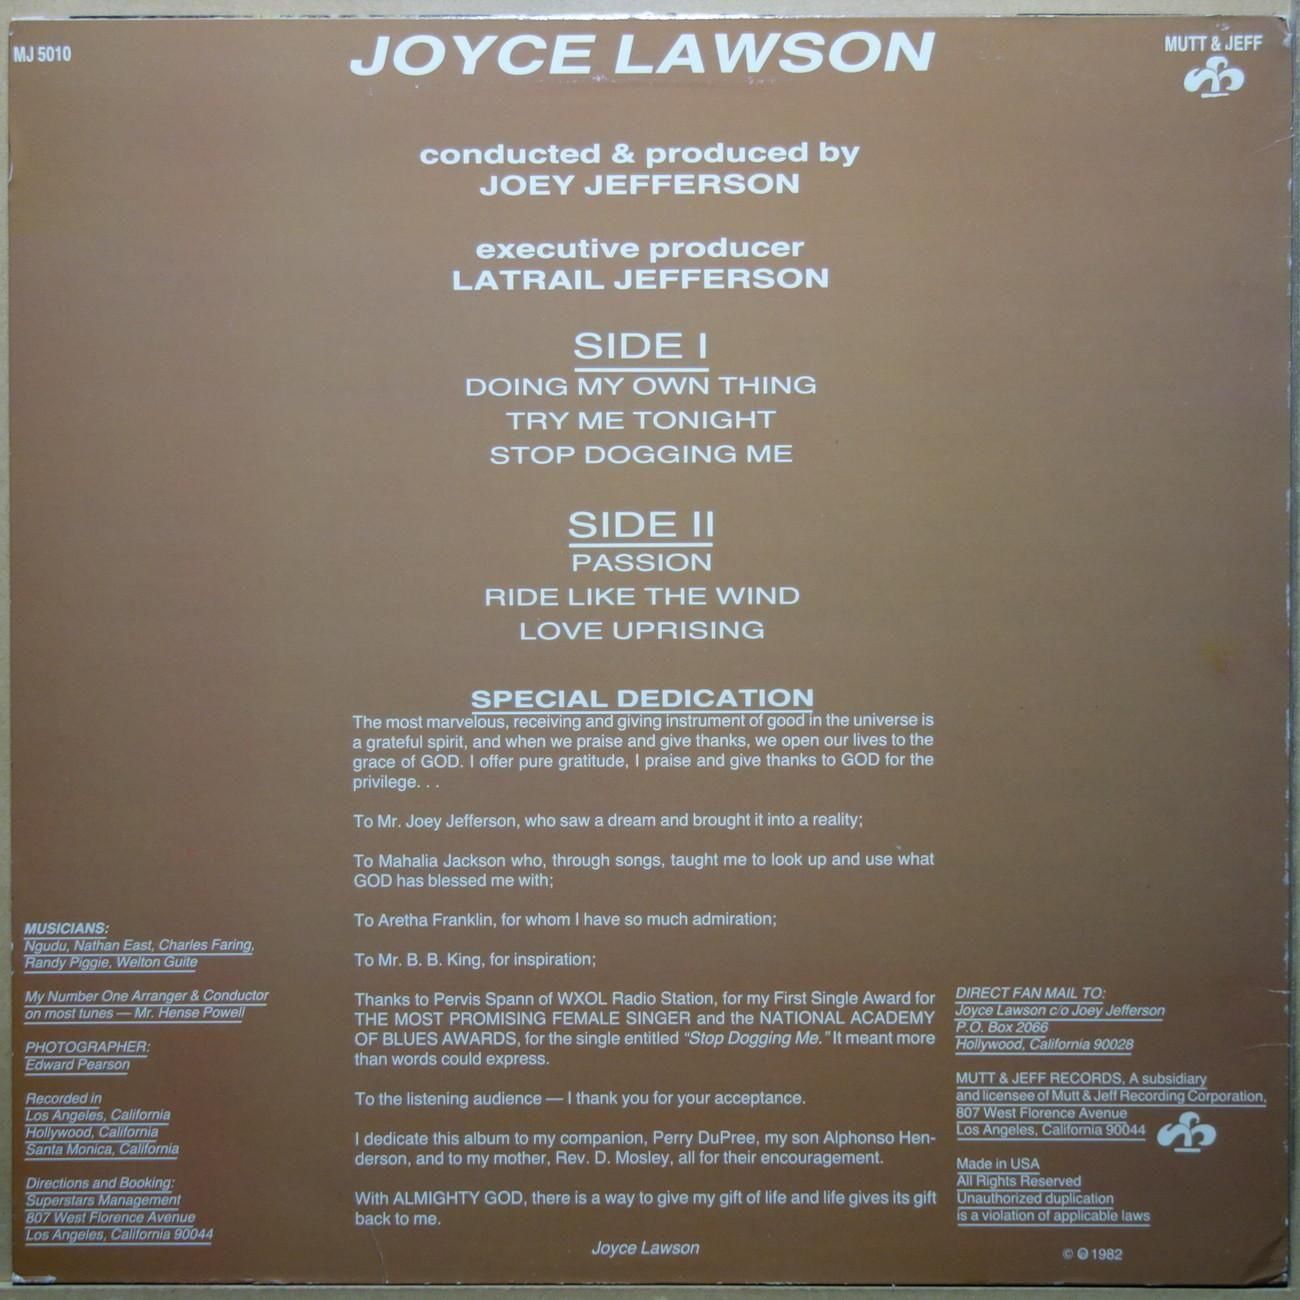 MJ 5010
JOYCE LAWSON
MUTT & JEFF
conducted & produced by
JOEY JEFFERSON
executive producer
LATRAIL JEFFERSON
SIDE I
DOING MY OWN THING
TRY ME TONIGHT
STOP DOGGING ME
SIDE II
PASSION
RIDE LIKE THE WIND
LOVE UPRISING
SPECIAL DEDICATION
The most marvelous, receiving and giving instrument of good in the universe is
a grateful spirit, and when we praise and give thanks, we open our lives to the
grace of GOD. I offer pure gratitude, I praise and give thanks to GOD for the
privilege. . .
To Mr. Joey Jefferson, who saw a dream and brought it into a reality;
To Mahalia Jackson who, through songs, taught me to look up and use what
GOD has blessed me with;
To Aretha Franklin, for whom I have so much admiration;
To Mr. B. B. King, for inspiration;
Thanks to Pervis Spann of WXOL Radio Station, for my First Single Award for
THE MOST PROMISING FEMALE SINGER and the NATIONAL ACADEMY
OF BLUES AWARDS, for the single entitled "Stop Dogging Me." It meant more
than words could express.
To the listening audience — I thank you for your acceptance.
I dedicate this album to my companion, Perry DuPree, my son Alphonso Hen-
derson, and to my mother, Rev. D. Mosley, all for their encouragement.
With ALMIGHTY GOD, there is a way to give my gift of life and life gives its gift
back to me.
Joyce Lawson
MUSICIANS:
Ngudu, Nathan East, Charles Faring,
Randy Piggie, Welton Guite
My Number One Arranger & Conductor
on most tunes — Mr. Hense Powell
PHOTOGRAPHER:
Edward Pearson
Recorded in
Los Angeles, California
Hollywood, California
Santa Monica, California
Directions and Booking:
Superstars Management
807 West Florence Avenue
Los Angeles, California 90044
DIRECT FAN MAIL TO:
Joyce Lawson c/o Joey Jefferson
P.O. Box 2066
Hollywood, California 90028
MUTT & JEFF RECORDS, A subsidiary
and licensee of Mutt & Jeff Recording Corporation,
807 West Florence Avenue
Los Angeles, California 90044
Made in USA
All Rights Reserved
Unauthorized duplication
is a violation of applicable laws
© ℗ 1982